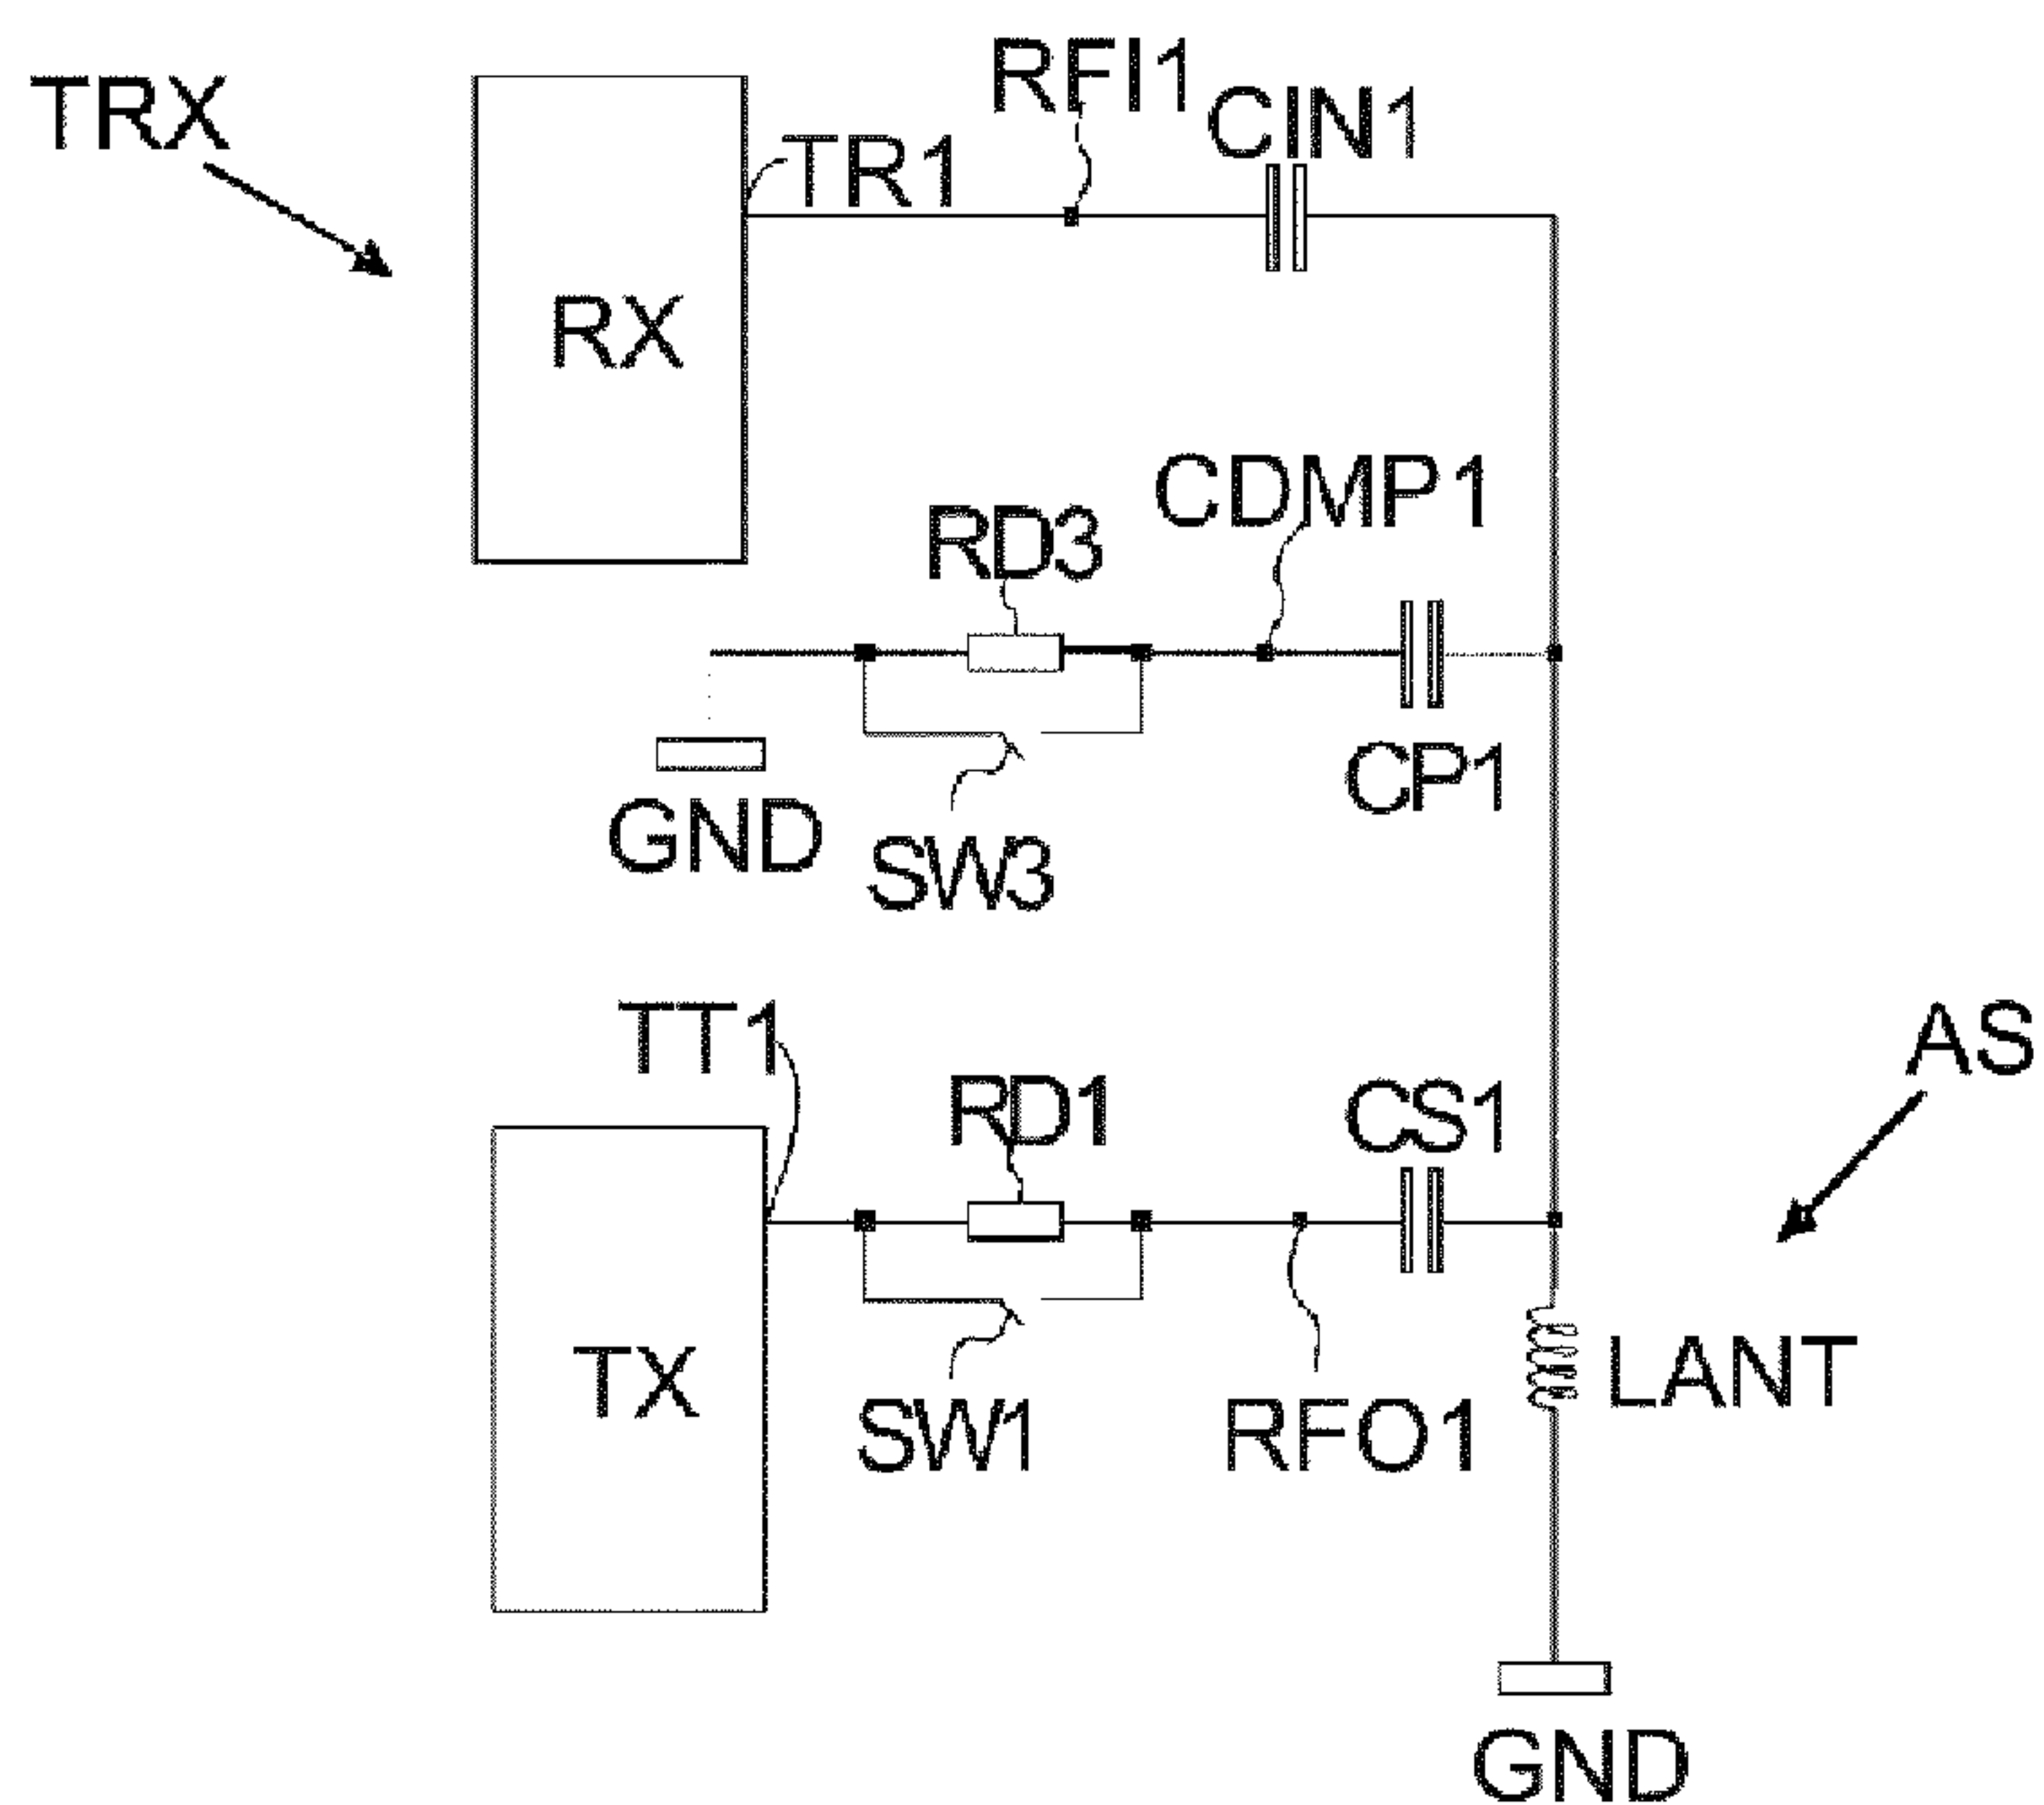 RFI1
TRX
CIN1
TR1
RX
CDMP1
RD3
CP1
GND
SW3
TT1
AS
RD1
CS1
TX
LANT
SW1
RFO1
GND